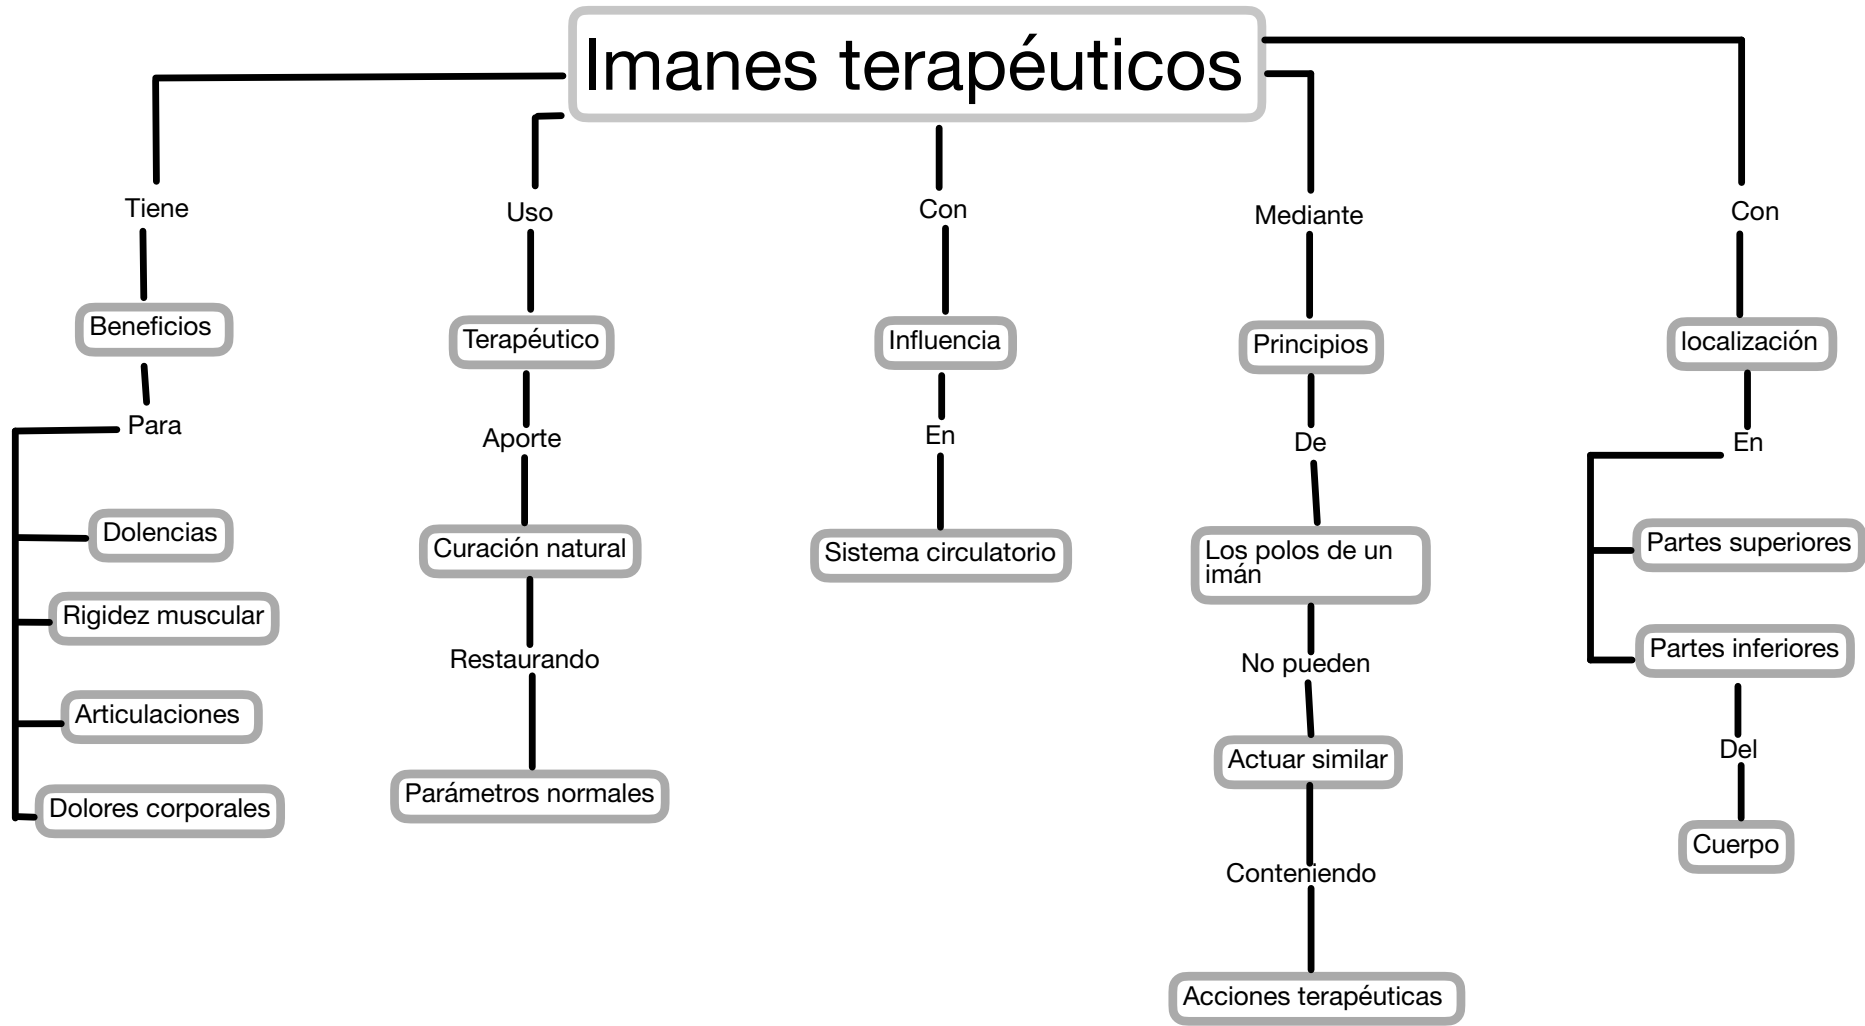 Imanes terapéuticos
Tiene
Beneficios
Para
Dolencias
Rigidez muscular
Articulaciones
Dolores corporales
Uso
Terapéutico
Aporte
Curación natural
Restaurando
Parámetros normales
Con
Influencia
En
Sistema circulatorio
Mediante
Principios
De
Los polos de un
imán
No pueden
Actuar similar
Conteniendo
Acciones terapéuticas
Con
localización
En
Partes superiores
Partes inferiores
Del
Cuerpo